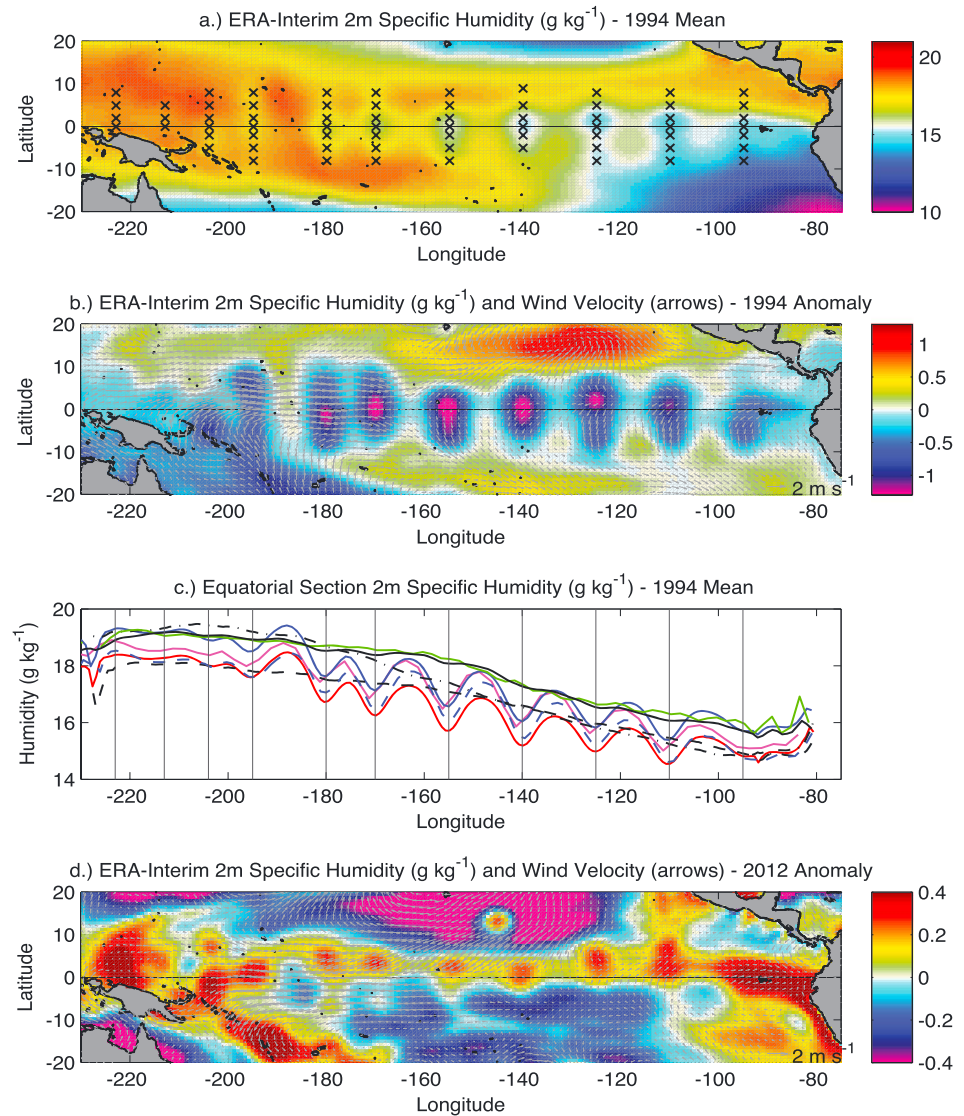 a.) ERA-Interim 2m Specific Humidity (g kg-1) - 1994 Mean
20
10
0
-10
-20
Latitude
-220 -200 -180 -160 -140 -120 -100 -80
Longitude
20
15
10
b.) ERA-Interim 2m Specific Humidity (g kg-1) and Wind Velocity (arrows) - 1994 Anomaly
20
10
0
-10
-20
Latitude
2 m s-1
-220 -200 -180 -160 -140 -120 -100 -80
Longitude
1
0.5
0
-0.5
-1
c.) Equatorial Section 2m Specific Humidity (g kg-1) - 1994 Mean
20
18
16
14
Humidity (g kg-1)
-220 -200 -180 -160 -140 -120 -100 -80
Longitude
d.) ERA-Interim 2m Specific Humidity (g kg-1) and Wind Velocity (arrows) - 2012 Anomaly
20
10
0
-10
-20
Latitude
2 m s-1
-220 -200 -180 -160 -140 -120 -100 -80
Longitude
0.4
0.2
0
-0.2
-0.4